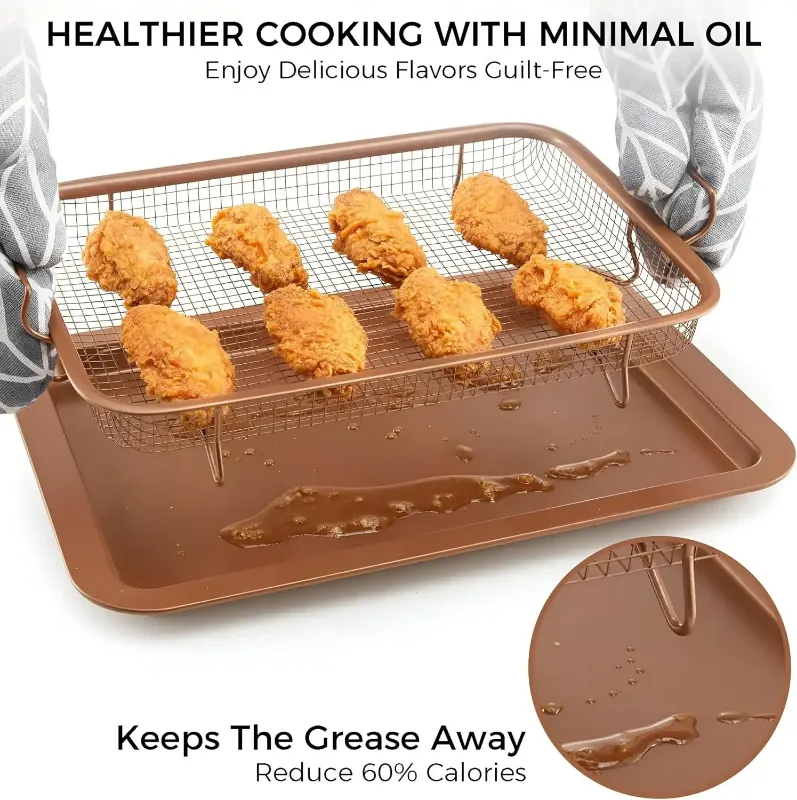 HEALTHIER COOKING WITH MINIMAL OIL
Enjoy Delicious Flavors Guilt-Free
Keeps The Grease Away
Reduce 60% Calories